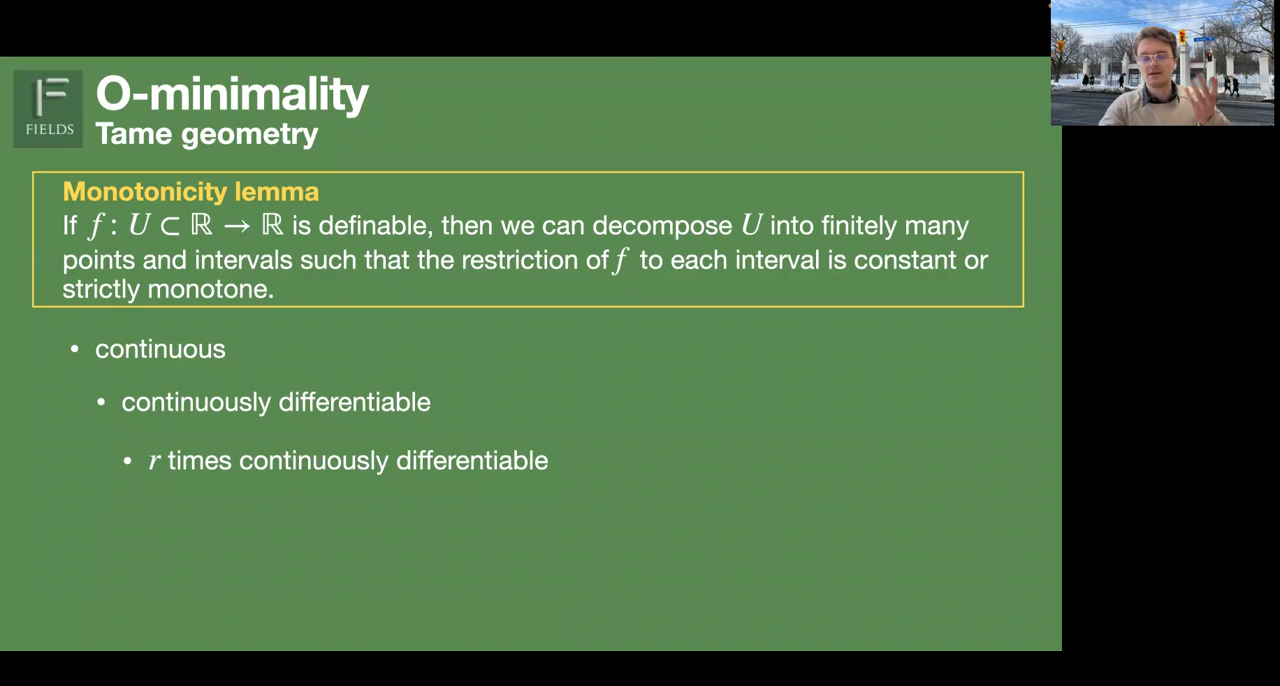 FIELDS
O-minimality
Tame geometry
Monotonicity lemma
If f : U ⊂ ℝ → ℝ is definable, then we can decompose U into finitely many
points and intervals such that the restriction of f to each interval is constant or
strictly monotone.
• continuous
• continuously differentiable
• r times continuously differentiable